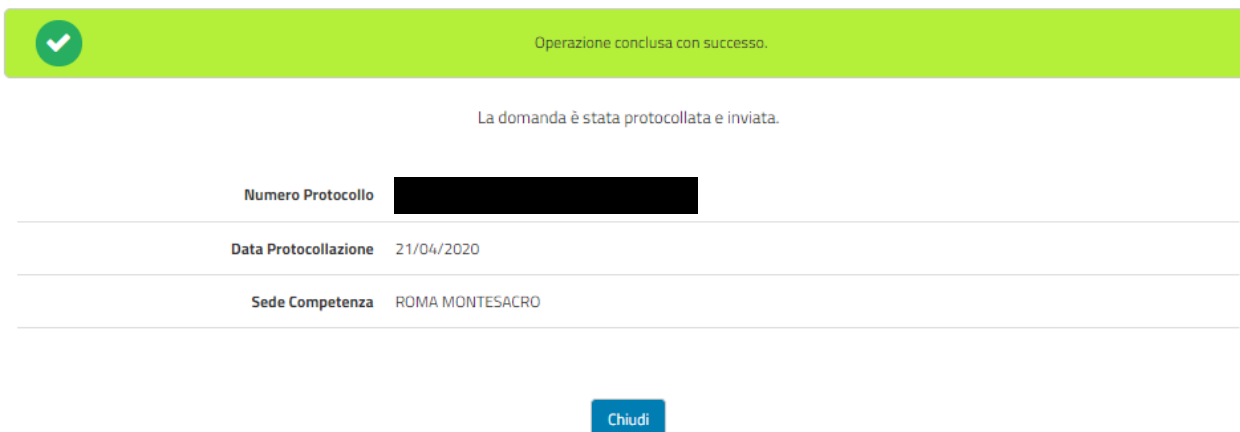 Operazione conclusa con successo.
La domanda è stata protocollata e inviata.
Numero Protocollo
Data Protocollazione 21/04/2020
Sede Competenza ROMA MONTESACRO
Chiudi